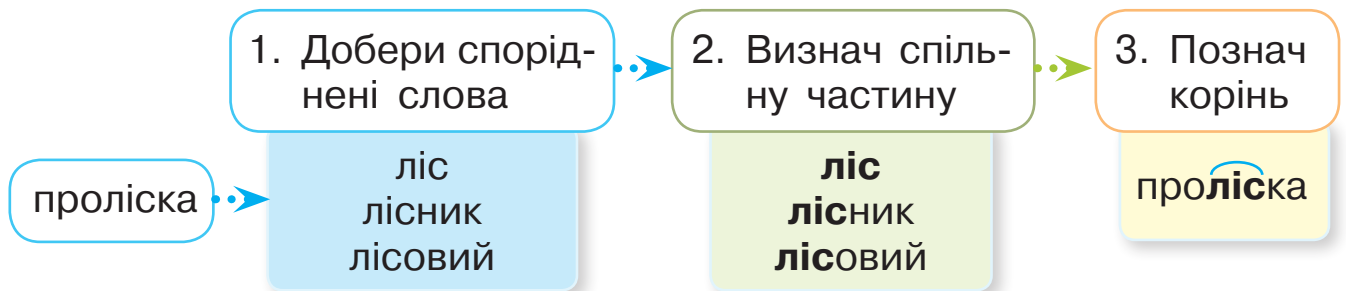 1. Добери спорід-
нені слова
2. Визнач спіль-
ну частину
3. Познач
корінь
проліска
ліс
лісник
лісовий
ліс
лісник
лісовий
проліска